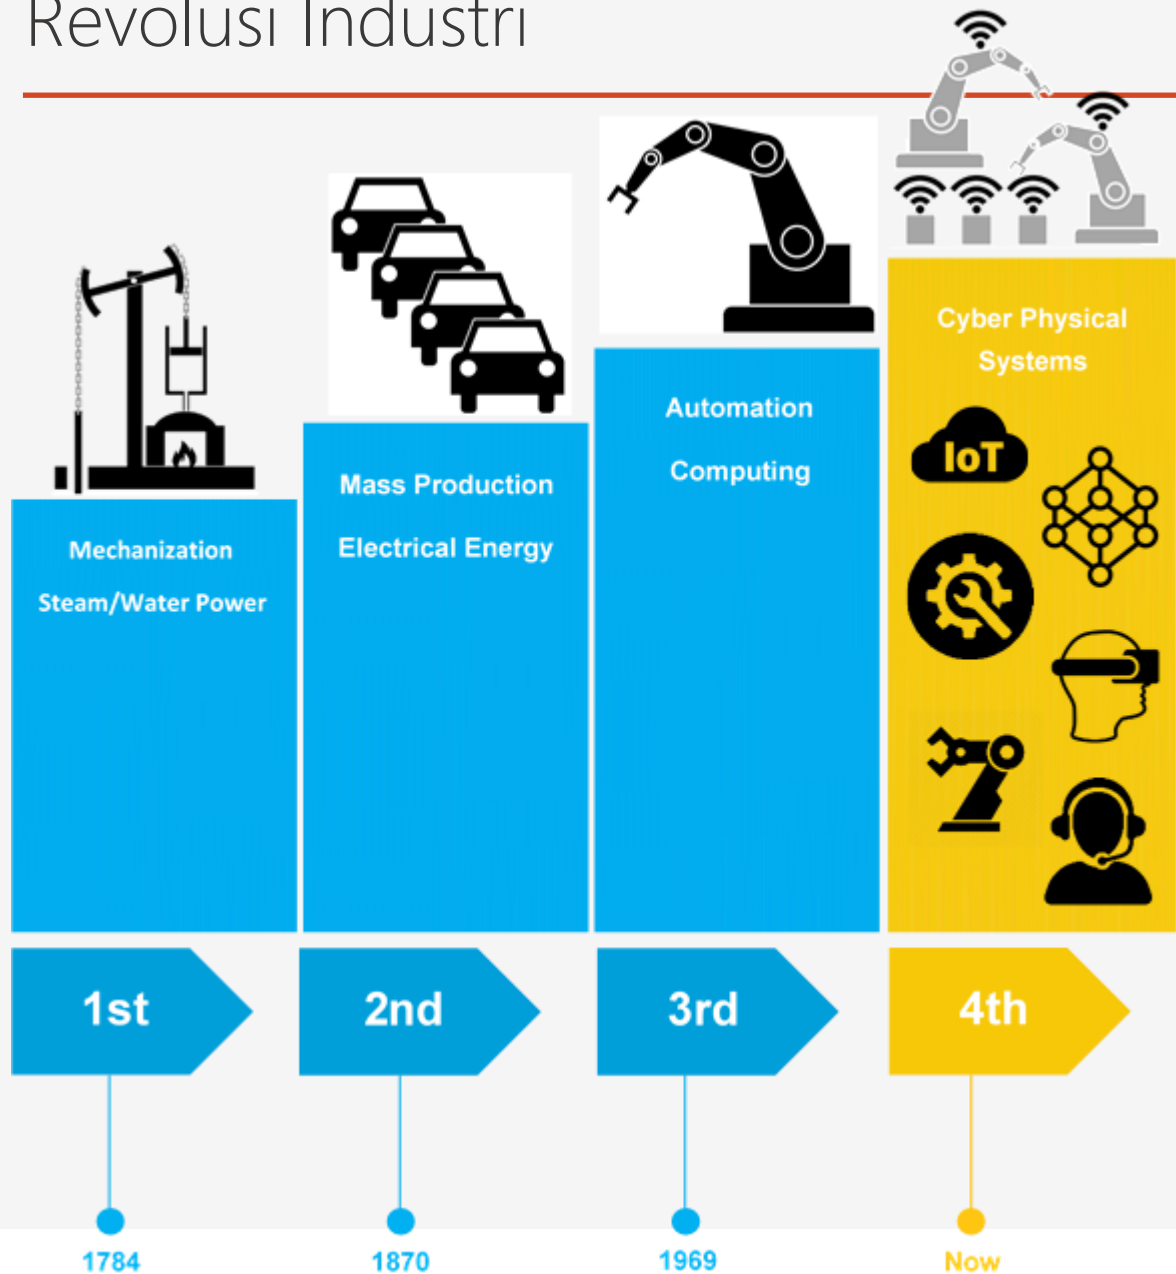 Revolusi Industri
Mechanization
Steam/Water Power
Mass Production
Electrical Energy
Automation
Computing
Cyber Physical
Systems
IoT
1st
2nd
3rd
4th
1784
1870
1969
Now